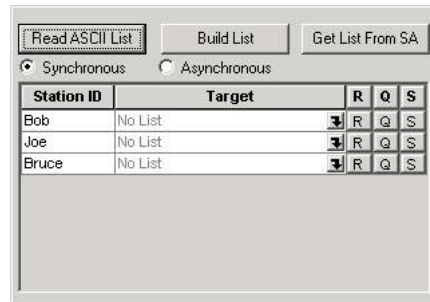 Read ASCII List Build List Get List From SA
Synchronous Asynchronous
Station ID Target R Q S
Bob No List R Q S
Joe No List R Q S
Bruce No List R Q S